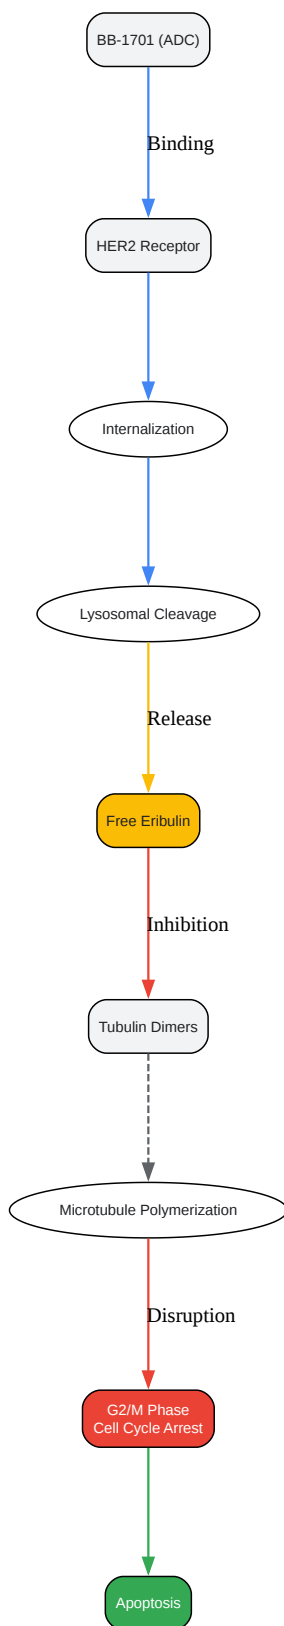 BB-1701 (ADC)
Binding
HER2 Receptor
Internalization
Lysosomal Cleavage
Release
Free Eribulin
Inhibition
Tubulin Dimers
Microtubule Polymerization
Disruption
G2/M Phase
Cell Cycle Arrest
Apoptosis